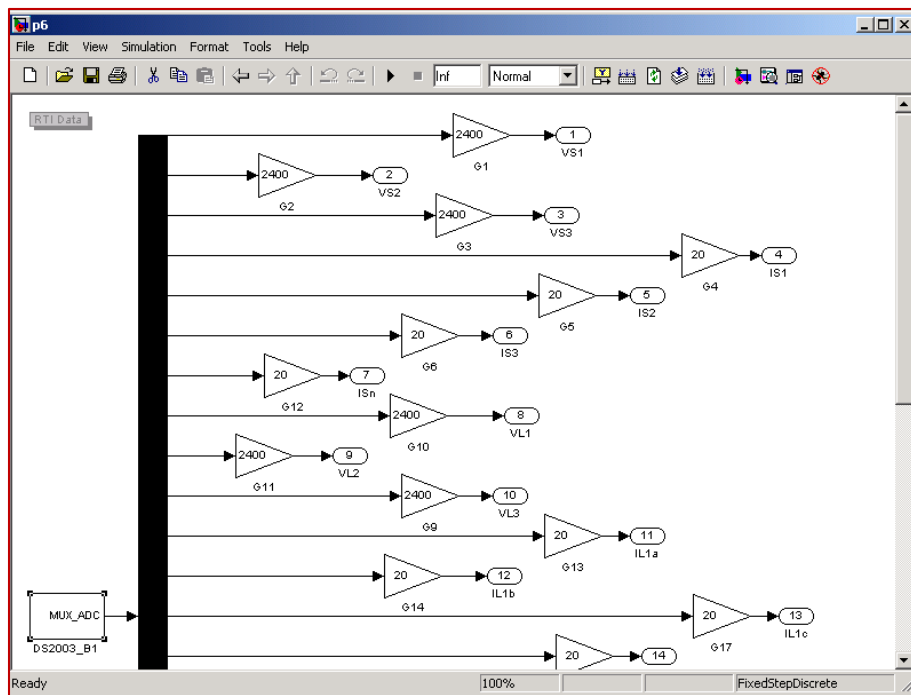 p6
File Edit View Simulation Format Tools Help
Inf Normal
RTI Data
2400 1
G1 VS1
2400 2
G2 VS2
2400 3
G3 VS3
20 4
G4 IS1
20 5
G5 IS2
20 6
G6 IS3
20 7
G12 ISn
2400 8
G10 VL1
2400 9
G11 VL2
2400 10
G9 VL3
20 11
G13 IL1a
20 12
G14 IL1b
MUX_ADC
DS2003_B1
20 13
G17 IL1c
20 14
Ready 100% FixedStepDiscrete